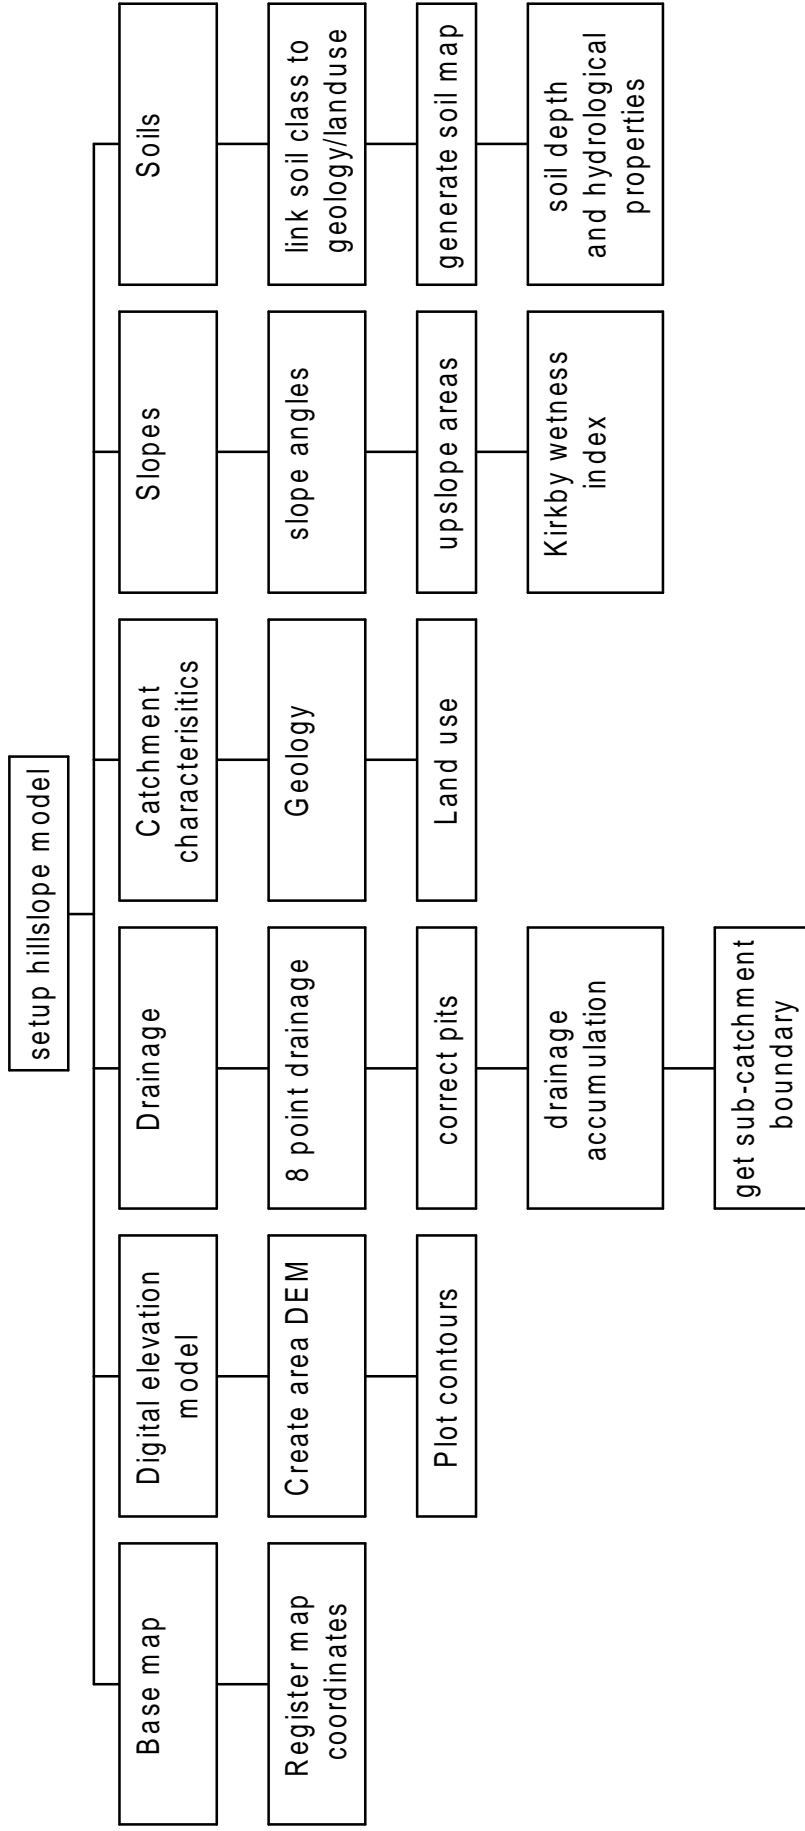 setup hillslope model
Base map
Register map
coordinates
Digital elevation
model
Create area DEM
Plot contours
Drainage
8 point drainage
correct pits
drainage
accumulation
get sub-catchment
boundary
Catchment
characterisitics
Geology
Land use
Slopes
slope angles
upslope areas
Kirkby wetness
index
Soils
link soil class to
geology/landuse
generate soil map
soil depth
and hydrological
properties